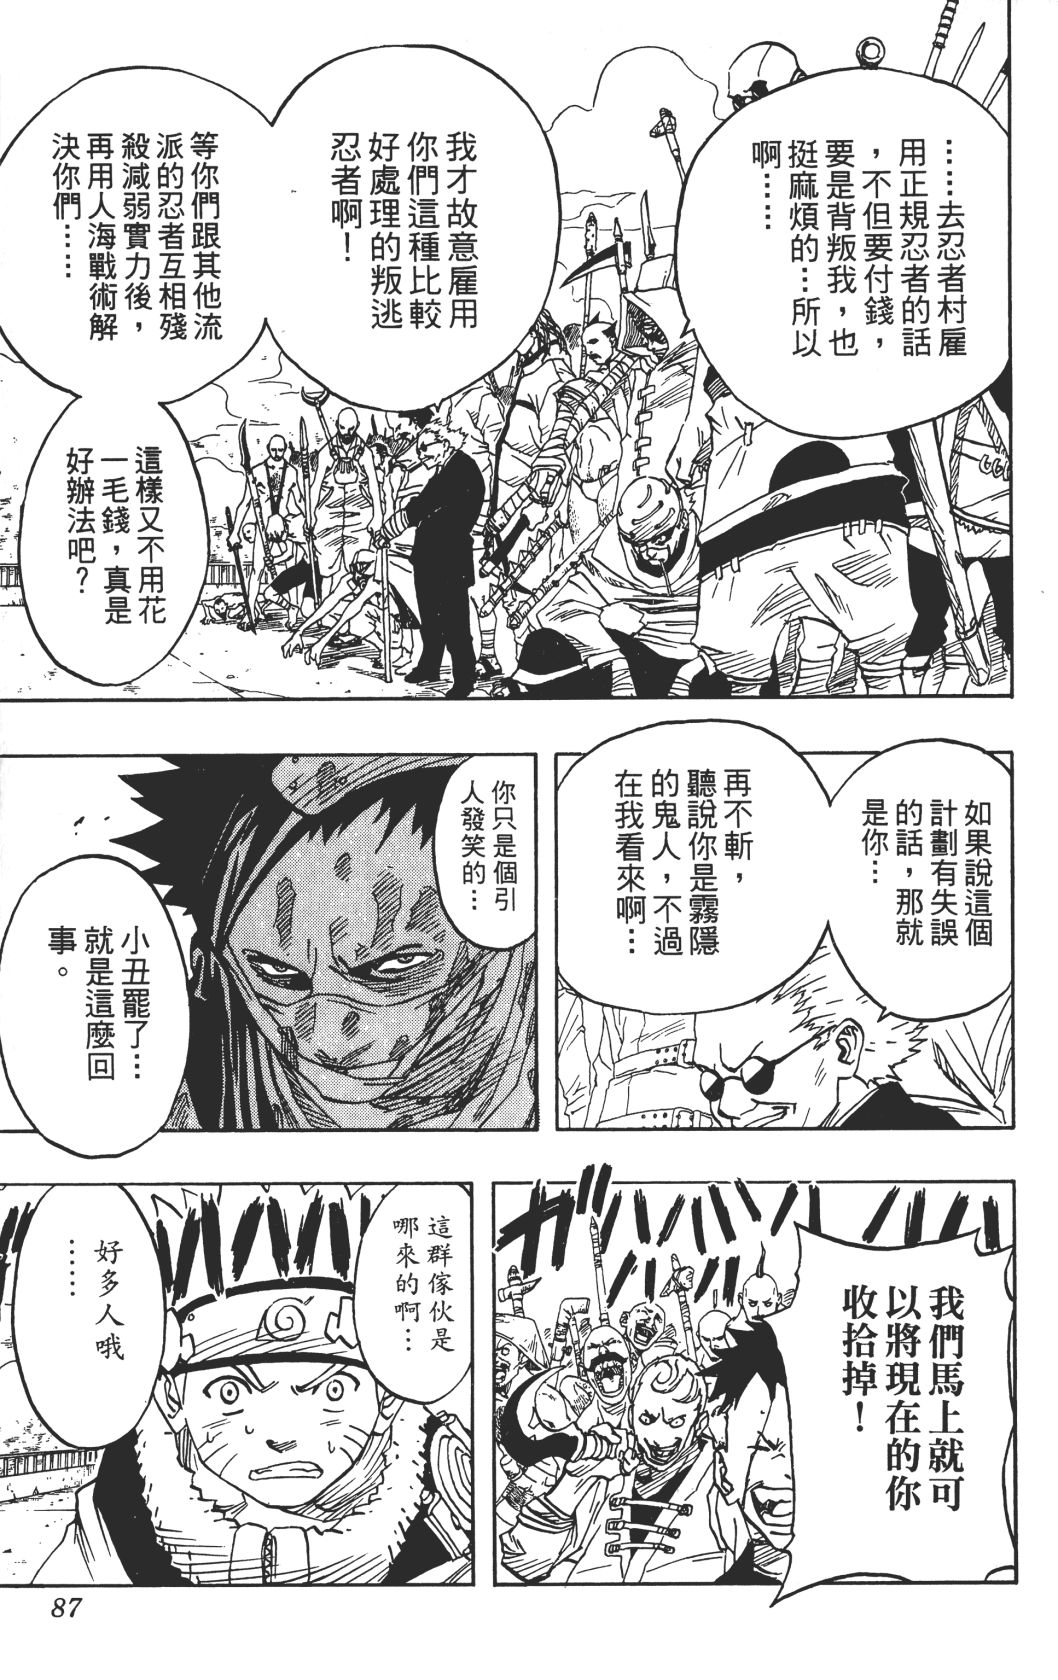 ……去忍者村雇
用正規忍者的話
，不但要付錢，
要是背叛我，也
挺麻煩的…所以
啊……
我才故意雇用
你們這種比較
好處理的叛逃
忍者啊！
等你們跟其他流
派的忍者互相殘
殺減弱實力後，
再用人海戰術解
決你們……
這樣又不用花
一毛錢，真是
好辦法吧？
如果說這個
計劃有失誤
的話，那就
是你…
再不斬，
聽說你是霧隱
的鬼人，不過
在我看來啊…
你只是個引
人發笑的…
小丑罷了…
就是這麼回
事。
我們馬上就可
以將現在的你
收拾掉！
這群傢伙是
哪來的啊…
好多人哦
……
87